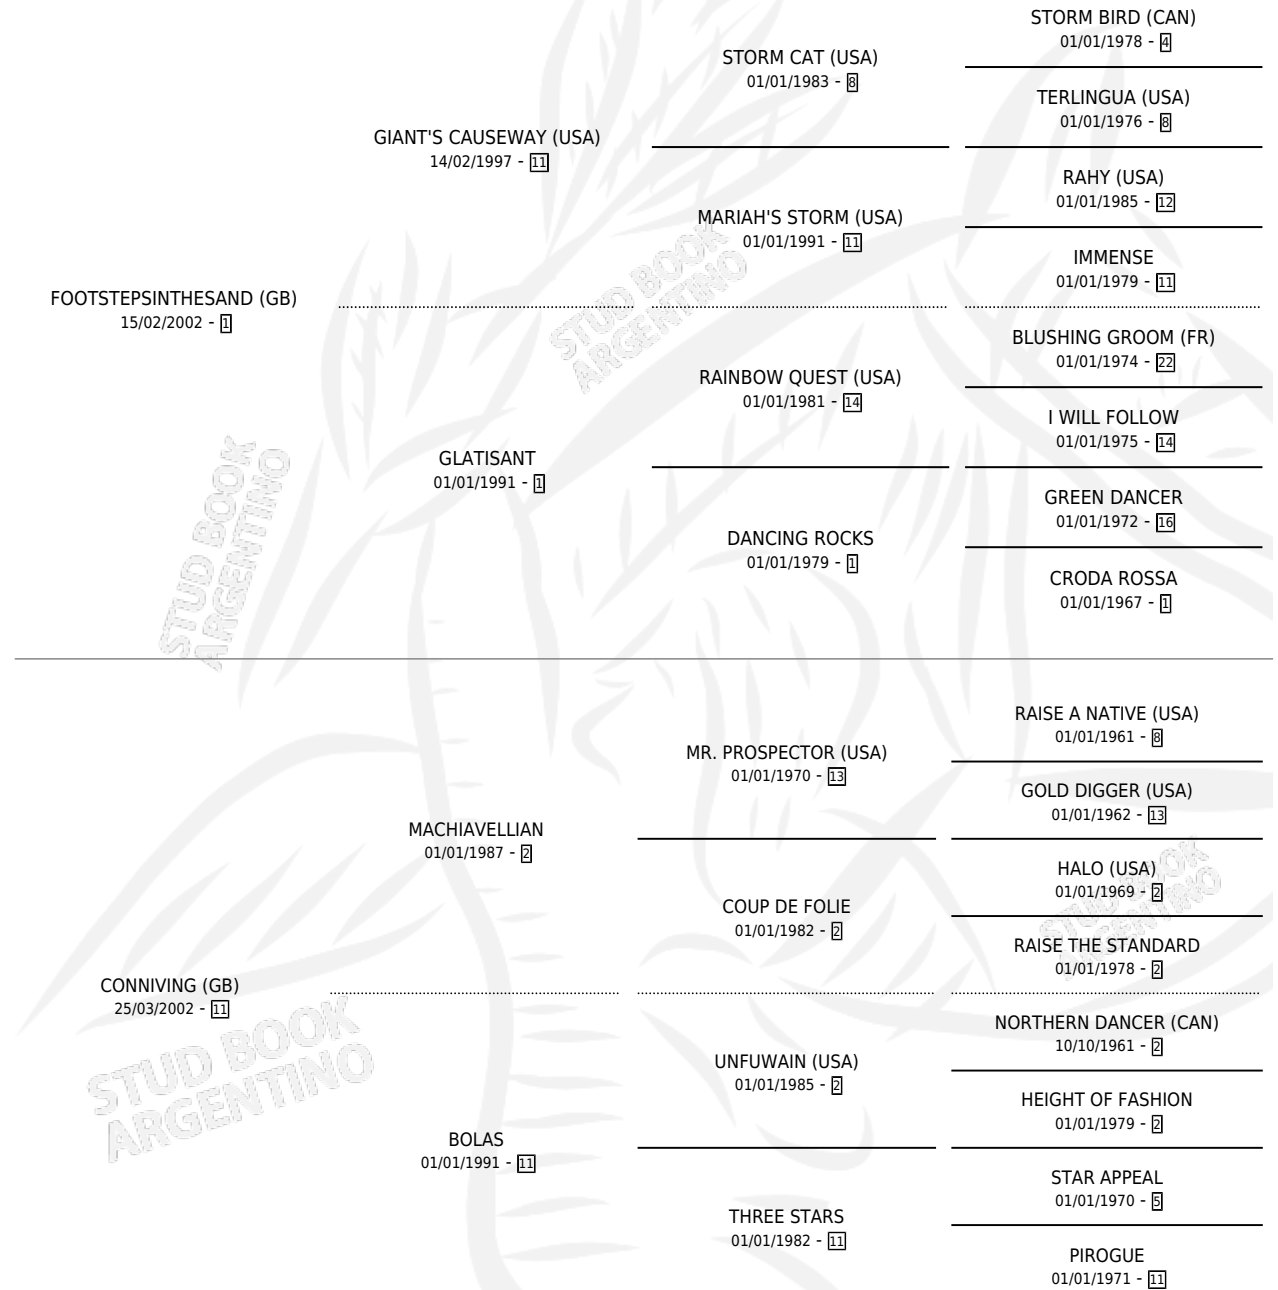 STORM BIRD (CAN)
01/01/1978 - 4
STORM CAT (USA)
01/01/1983 - 8
TERLINGUA (USA)
01/01/1976 - 8
GIANT'S CAUSEWAY (USA)
14/02/1997 - 11
RAHY (USA)
01/01/1985 - 12
MARIAH'S STORM (USA)
01/01/1991 - 11
IMMENSE
01/01/1979 - 11
FOOTSTEPSINTHESAND (GB)
15/02/2002 - 1
BLUSHING GROOM (FR)
01/01/1974 - 22
RAINBOW QUEST (USA)
01/01/1981 - 14
I WILL FOLLOW
01/01/1975 - 14
GLATISANT
01/01/1991 - 1
GREEN DANCER
01/01/1972 - 16
DANCING ROCKS
01/01/1979 - 1
CRODA ROSSA
01/01/1967 - 1
RAISE A NATIVE (USA)
01/01/1961 - 8
MR. PROSPECTOR (USA)
01/01/1970 - 13
GOLD DIGGER (USA)
01/01/1962 - 13
MACHIAVELLIAN
01/01/1987 - 2
HALO (USA)
01/01/1969 - 2
COUP DE FOLIE
01/01/1982 - 2
RAISE THE STANDARD
01/01/1978 - 2
CONNIVING (GB)
25/03/2002 - 11
NORTHERN DANCER (CAN)
10/10/1961 - 2
UNFUWAIN (USA)
01/01/1985 - 2
HEIGHT OF FASHION
01/01/1979 - 2
BOLAS
01/01/1991 - 11
STAR APPEAL
01/01/1970 - 5
THREE STARS
01/01/1982 - 11
PIROGUE
01/01/1971 - 11
STUD BOOK
ARGENTINO
STUD BOOK
ARGENTINO
STUD BOOK
ARGENTINO
STUD BOOK
ARGENTINO